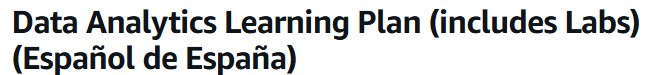 Data Analytics Learning Plan (includes Labs)
(Español de España)